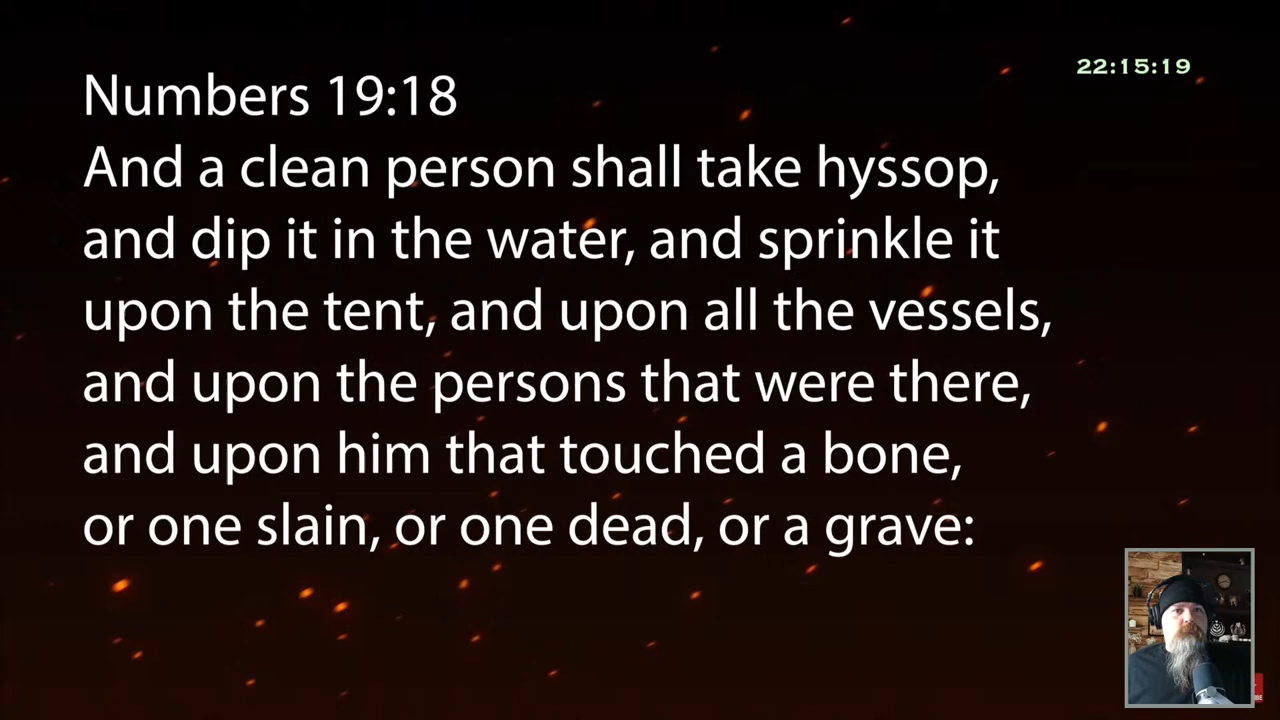 22:15:19
Numbers 19:18
And a clean person shall take hyssop,
and dip it in the water, and sprinkle it
upon the tent, and upon all the vessels,
and upon the persons that were there,
and upon him that touched a bone,
or one slain, or one dead, or a grave: